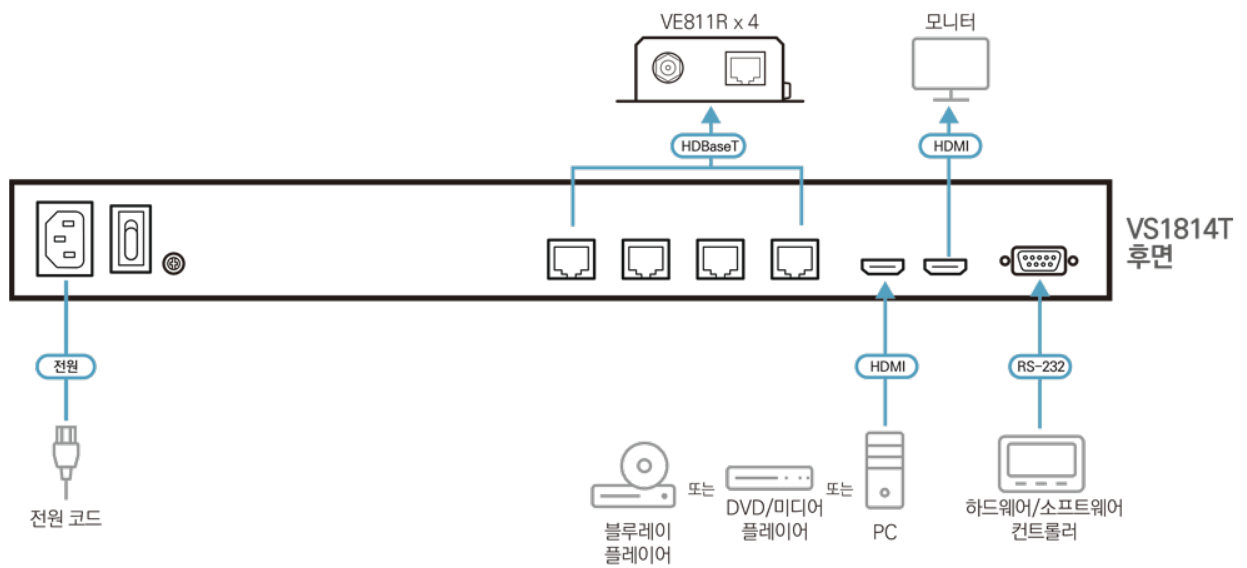 VE811R x 4
모니터
HDBaseT
HDMI
VS1814T
후면
전원
HDMI
RS-232
전원 코드
블루레이
플레이어
또는
DVD/미디어
플레이어
또는
PC
하드웨어/소프트웨어
컨트롤러